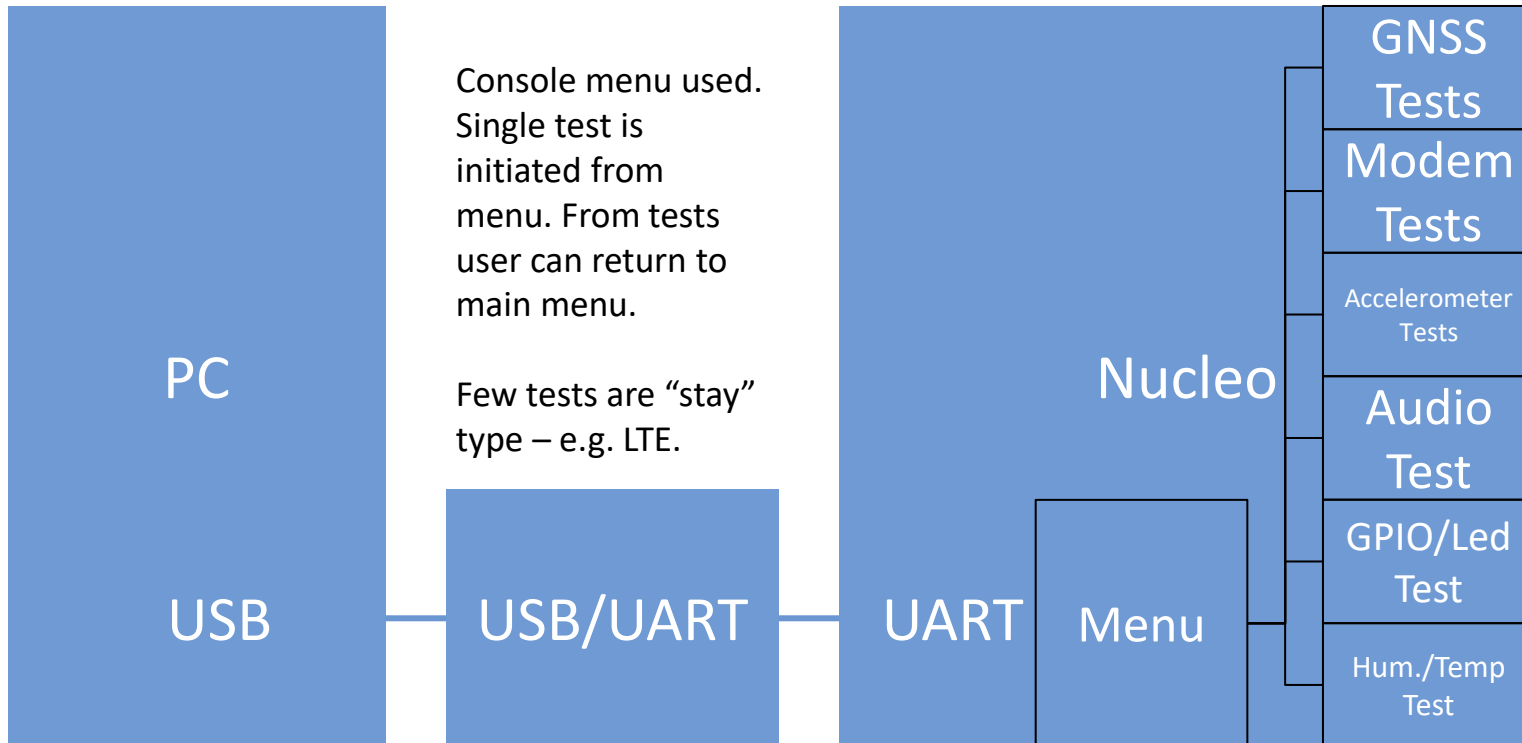 Console menu used.
Single test is
initiated from
menu. From tests
user can return to
main menu.
Few tests are “stay”
type – e.g. LTE.
PC
USB
USB/UART
Nucleo
UART
Menu
GNSS
Tests
Modem
Tests
Accelerometer
Tests
Audio
Test
GPIO/Led
Test
Hum./Temp
Test